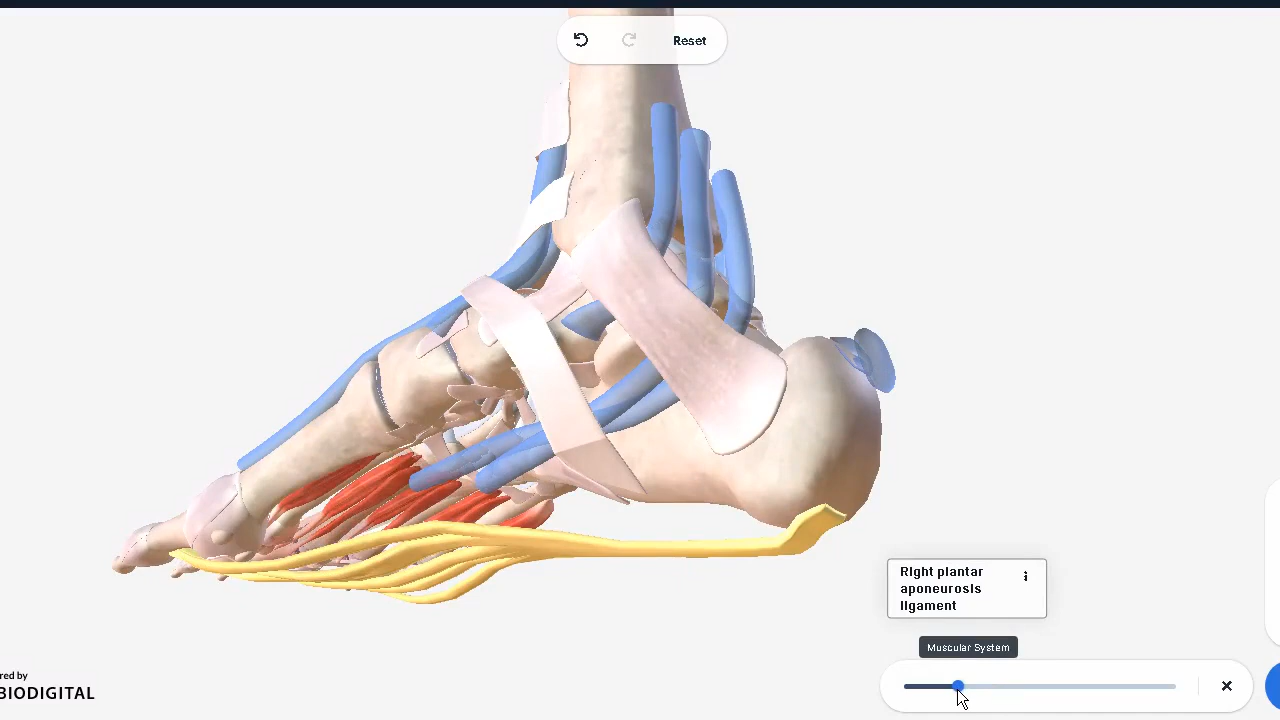 Reset
Right plantar
aponeurosis
ligament
i
Muscular System
red by
BIODIGITAL